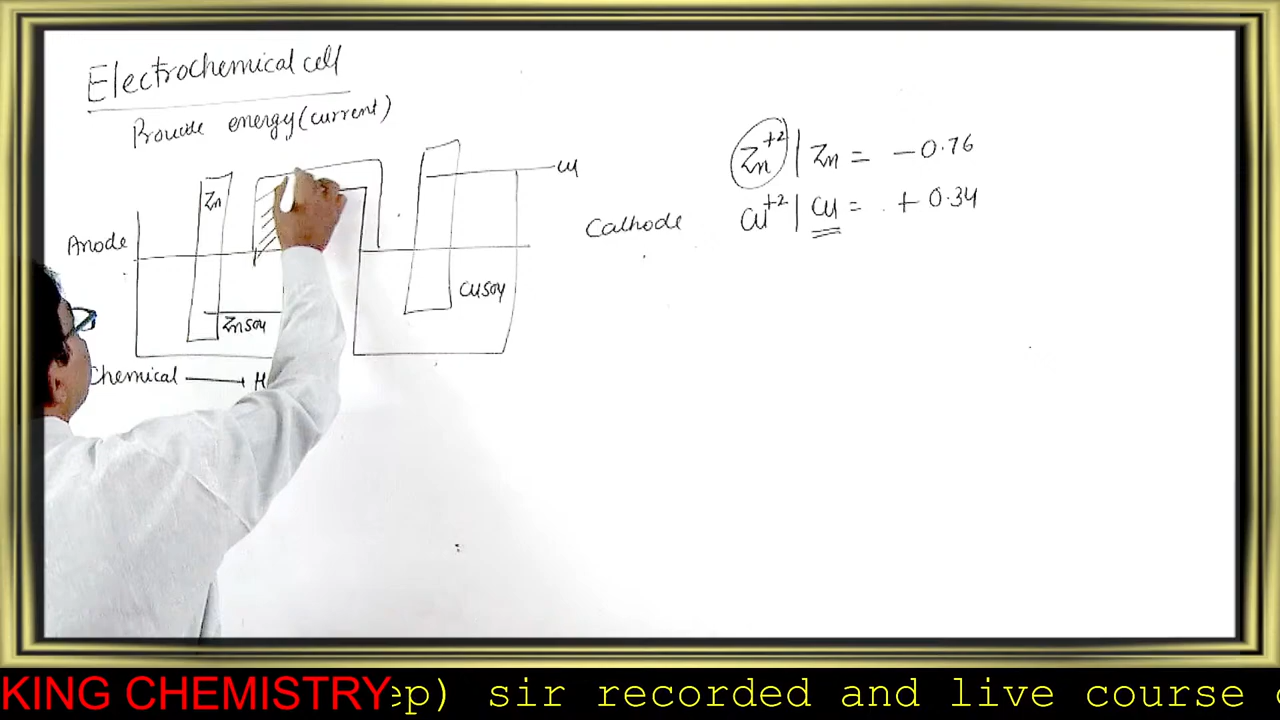 Electrochemical cell
Provide energy (current)
Zn
Cu
Anode
Cathode
CuSO4
ZnSO4
Chemical → H
Zn+2 | Zn = -0.76
Cu+2 | Cu = + 0.34
KING CHEMISTRY
ep) sir recorded and live course